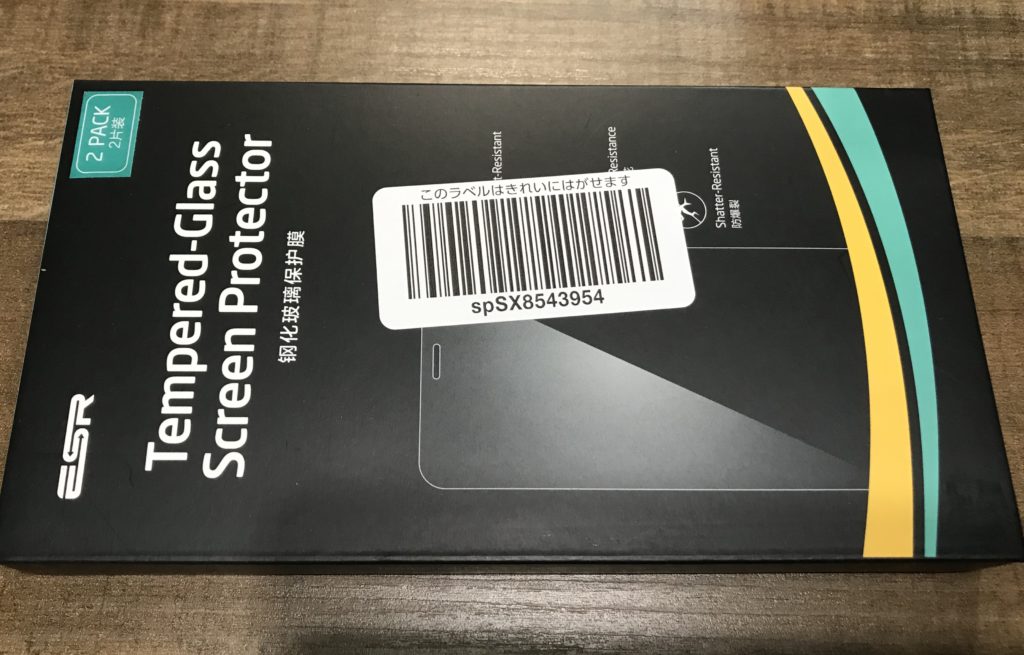 2 PACK
2片装
ESR
Tempered-Glass
Screen Protector
钢化玻璃保护膜
-Resistant
Resistance
Shatter-Resistant
防爆裂
このラベルはきれいにはがせます
spSX8543954